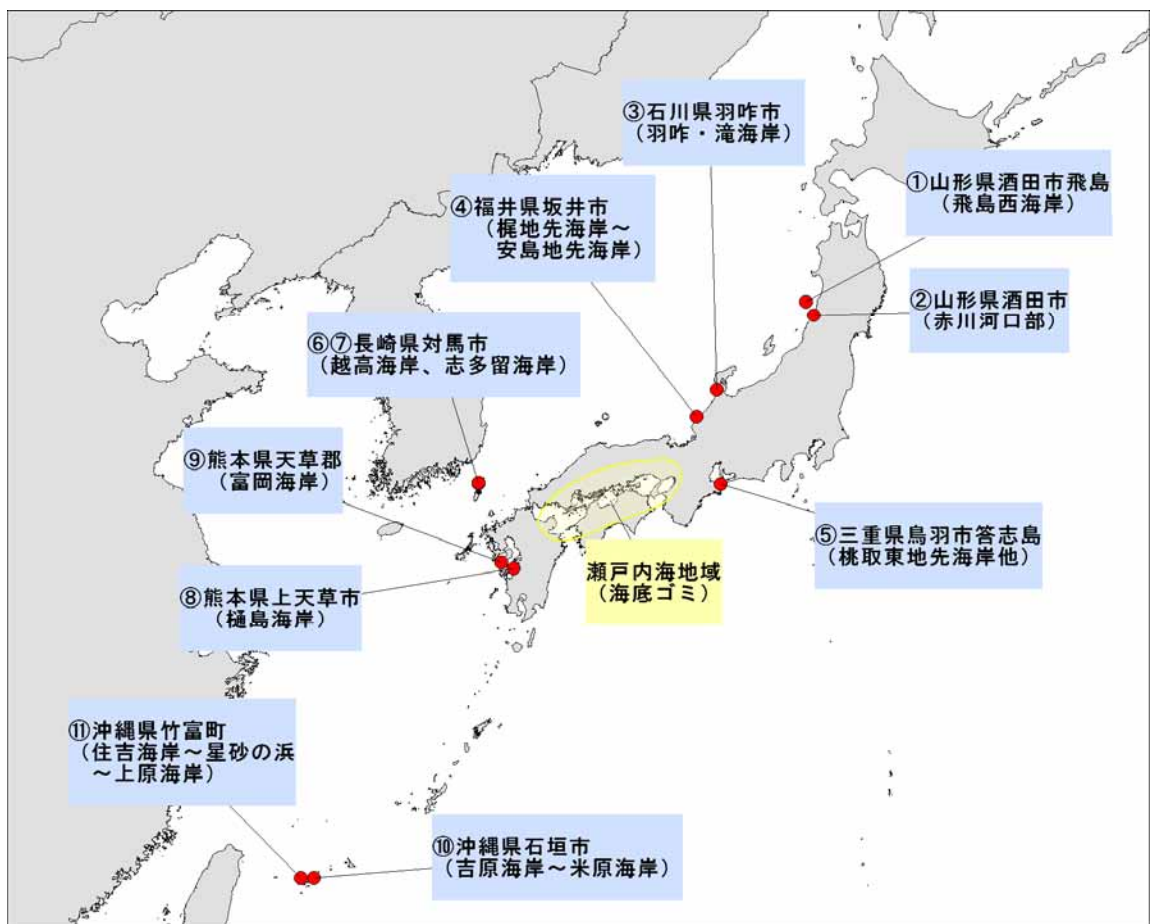 ③石川県羽咋市
（羽咋・滝海岸）
①山形県酒田市飛島
（飛島西海岸）
④福井県坂井市
（梶地先海岸～
安島地先海岸）
②山形県酒田市
（赤川河口部）
⑥⑦長崎県対馬市
（越高海岸、志多留海岸）
⑨熊本県天草郡
（富岡海岸）
⑤三重県鳥羽市答志島
（桃取東地先海岸他）
瀬戸内海地域
（海底ゴミ）
⑧熊本県上天草市
（樋島海岸）
⑪沖縄県竹富町
（住吉海岸～星砂の浜
～上原海岸）
⑩沖縄県石垣市
（吉原海岸～米原海岸）